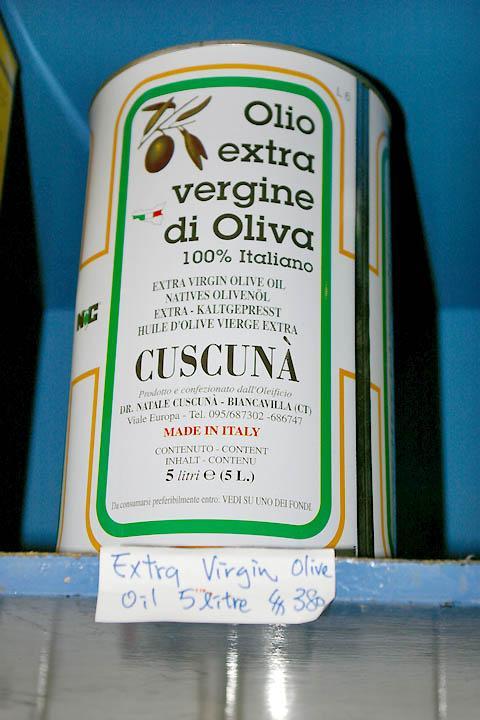 L6
Olio
extra
vergine
di Oliva
100% Italiano
EXTRA VIRGIN OLIVE OIL
NATIVES OLIVENÖL
EXTRA - KALTGEPRESST
HUILE D'OLIVE VIERGE EXTRA
CUSCUNÀ
Prodotto e confezionato dall'Oleificio
DR. NATALE CUSCUNÀ - BIANCAVILLA (CT)
Viale Europa - Tel. 095/687302 -686747
MADE IN ITALY
CONTENUTO - CONTENT
INHALT - CONTENU
5 litri e (5 L.)
Da consumarsi preferibilmente entro: VEDI SU UNO DEI FONDI
NC
Extra Virgin Olive
Oil 5 litre 380